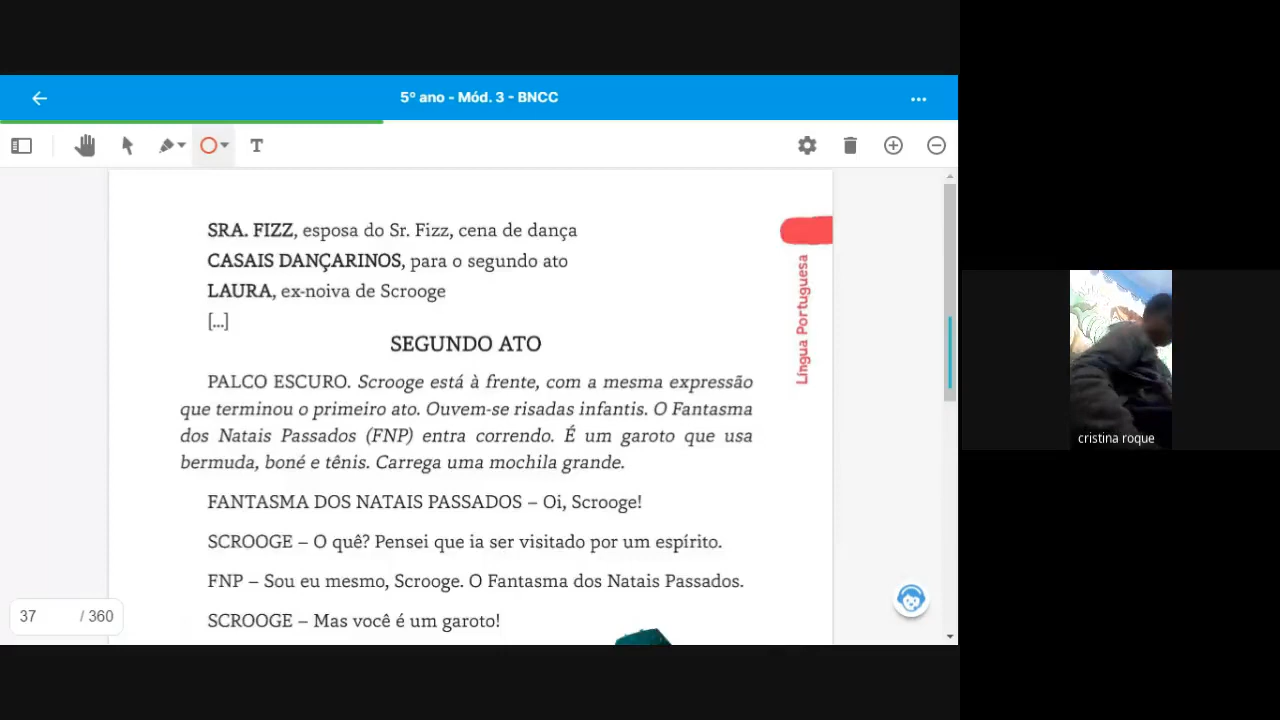 5º ano - Mód. 3 - BNCC
T
SRA. FIZZ, esposa do Sr. Fizz, cena de dança
CASAIS DANÇARINOS, para o segundo ato
LAURA, ex-noiva de Scrooge
[...]
Língua Portuguesa
SEGUNDO ATO
PALCO ESCURO. Scrooge está à frente, com a mesma expressão
que terminou o primeiro ato. Ouvem-se risadas infantis. O Fantasma
dos Natais Passados (FNP) entra correndo. É um garoto que usa
bermuda, boné e tênis. Carrega uma mochila grande.
FANTASMA DOS NATAIS PASSADOS – Oi, Scrooge!
SCROOGE – O quê? Pensei que ia ser visitado por um espírito.
FNP – Sou eu mesmo, Scrooge. O Fantasma dos Natais Passados.
SCROOGE – Mas você é um garoto!
37 / 360
cristina roque